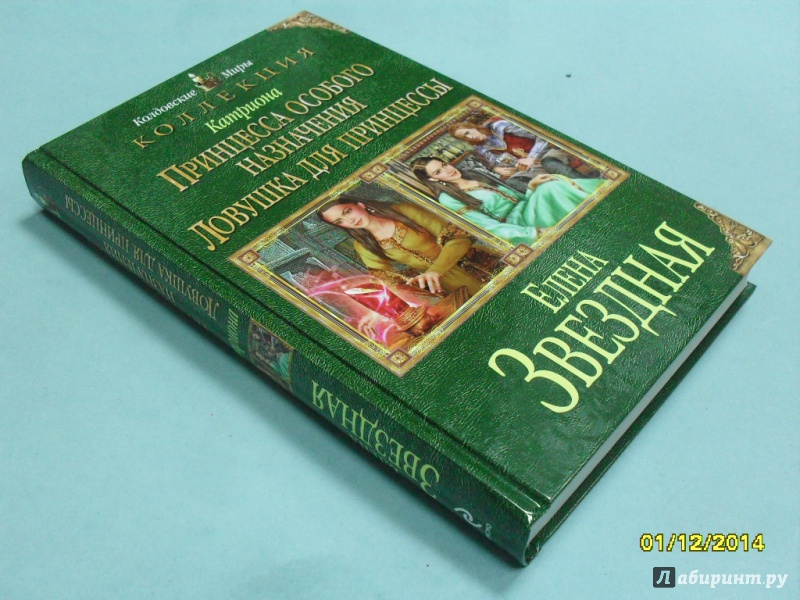 Колдовские Миры
КОЛЛЕКЦИЯ
Катриона
ПРИНЦЕССА ОСОБОГО
НАЗНАЧЕНИЯ
ЛОВУШКА ДЛЯ ПРИНЦЕССЫ
ЕЛЕНА
ЗВЕЗДНАЯ
ЛОВУШКА ДЛЯ ПРИНЦЕССЫ
ЗВЕЗДНАЯ
01/12/2014
Лабиринт.ру